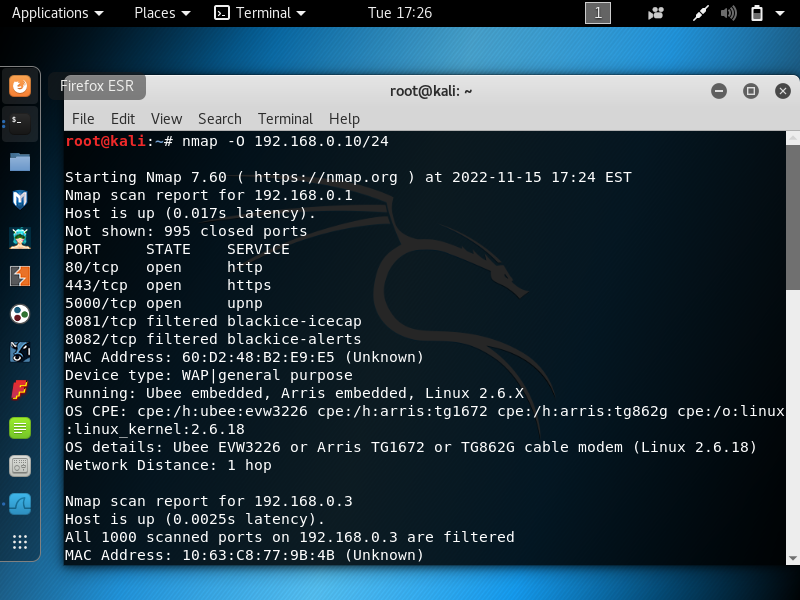 Applications Places Terminal Tue 17:26 1
Firefox ESR
root@kali: ~
File Edit View Search Terminal Help
root@kali:~# nmap -O 192.168.0.10/24
Starting Nmap 7.60 ( https://nmap.org ) at 2022-11-15 17:24 EST
Nmap scan report for 192.168.0.1
Host is up (0.017s latency).
Not shown: 995 closed ports
PORT     STATE    SERVICE
80/tcp   open     http
443/tcp  open     https
5000/tcp open     upnp
8081/tcp filtered blackice-icecap
8082/tcp filtered blackice-alerts
MAC Address: 60:D2:48:B2:E9:E5 (Unknown)
Device type: WAP|general purpose
Running: Ubee embedded, Arris embedded, Linux 2.6.X
OS CPE: cpe:/h:ubee:evw3226 cpe:/h:arris:tg1672 cpe:/h:arris:tg862g cpe:/o:linux
:linux_kernel:2.6.18
OS details: Ubee EVW3226 or Arris TG1672 or TG862G cable modem (Linux 2.6.18)
Network Distance: 1 hop
Nmap scan report for 192.168.0.3
Host is up (0.0025s latency).
All 1000 scanned ports on 192.168.0.3 are filtered
MAC Address: 10:63:C8:77:9B:4B (Unknown)